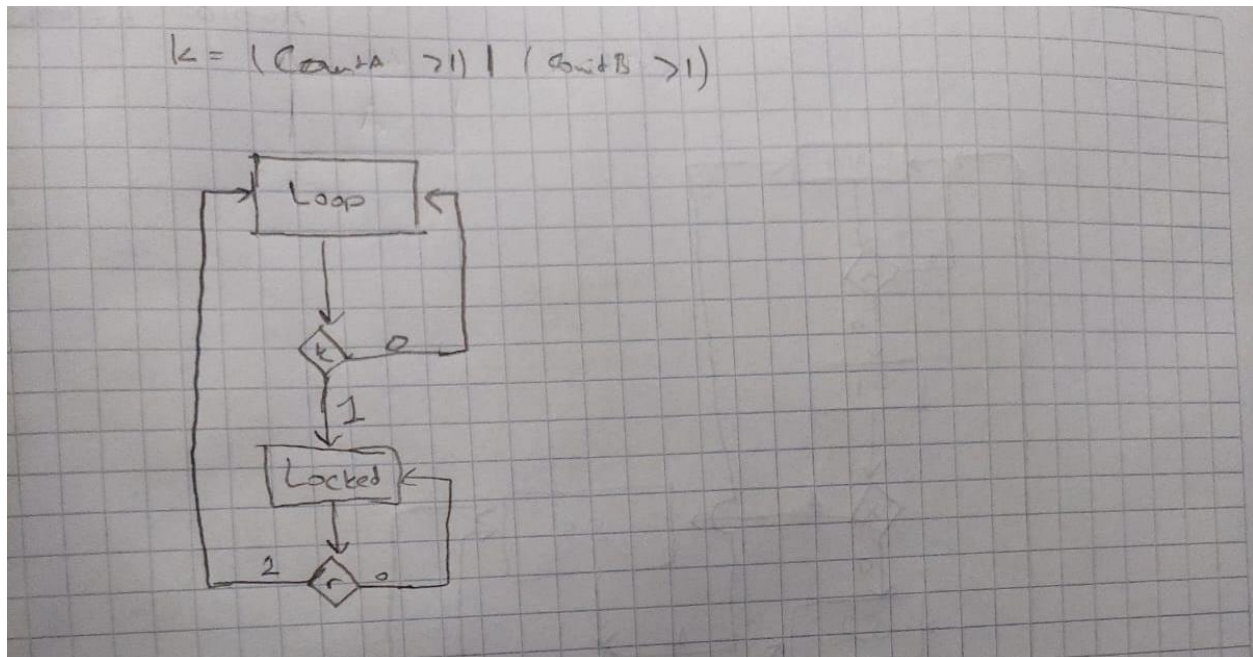 k = (CountA >1) | (CountB >1)
Loop
k
0
1
Locked
2
r
0